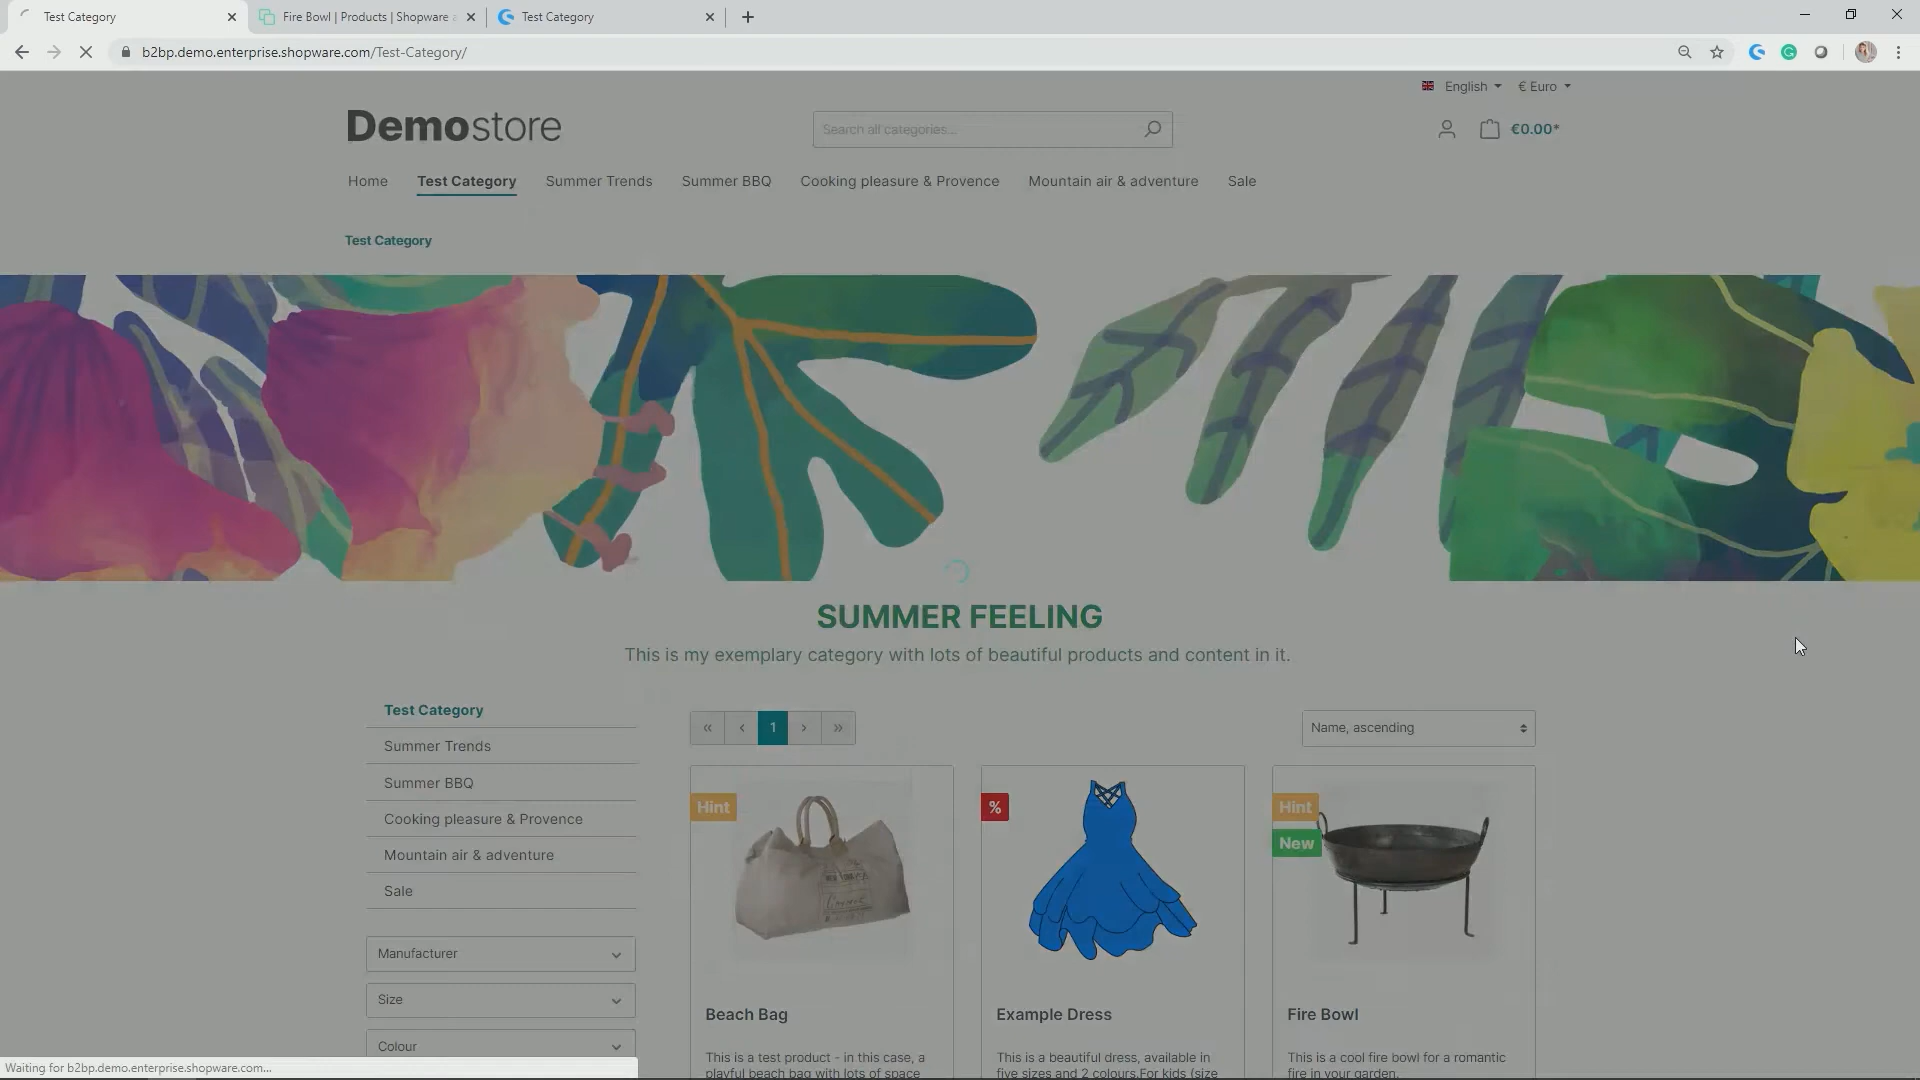 Test Category
Fire Bowl | Products | Shopware
Test Category
b2bp.demo.enterprise.shopware.com/Test-Category/
English
€ Euro
Demostore
Search all categories...
€0.00*
Home
Test Category
Summer Trends
Summer BBQ
Cooking pleasure & Provence
Mountain air & adventure
Sale
Test Category
SUMMER FEELING
This is my exemplary category with lots of beautiful products and content in it.
Test Category
Summer Trends
Summer BBQ
Cooking pleasure & Provence
Mountain air & adventure
Sale
Manufacturer
Size
Colour
« ‹ 1 › »
Name, ascending
Hint
Beach Bag
This is a test product - in this case, a
playful beach bag with lots of space
%
Example Dress
This is a beautiful dress, available in
five sizes and 2 colours.For kids (size
Hint
New
Fire Bowl
This is a cool fire bowl for a romantic
fire in your garden.
Waiting for b2bp.demo.enterprise.shopware.com...